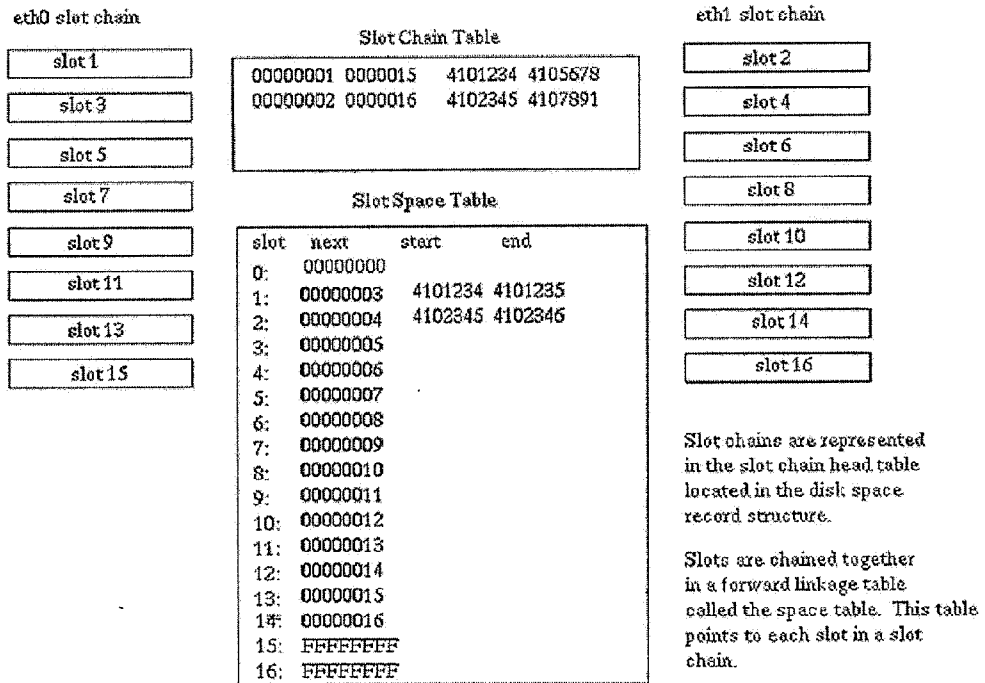 eth0 slot chain
slot 1
slot 3
slot 5
slot 7
slot 9
slot 11
slot 13
slot 15
Slot Chain Table
00000001 0000015 4101234 4105678
00000002 0000016 4102345 4107891
Slot Space Table
slot next start end
0: 00000000
1: 00000003 4101234 4101235
2: 00000004 4102345 4102346
3: 00000005
4: 00000006
5: 00000007
6: 00000008
7: 00000009
8: 00000010
9: 00000011
10: 00000012
11: 00000013
12: 00000014
13: 00000015
14: 00000016
15: FFFFFFFF
16: FFFFFFFF
eth1 slot chain
slot 2
slot 4
slot 6
slot 8
slot 10
slot 12
slot 14
slot 16
Slot chains are represented
in the slot chain head table
located in the disk space
record structure.
Slots are chained together
in a forward linkage table
called the space table. This table
points to each slot in a slot
chain.